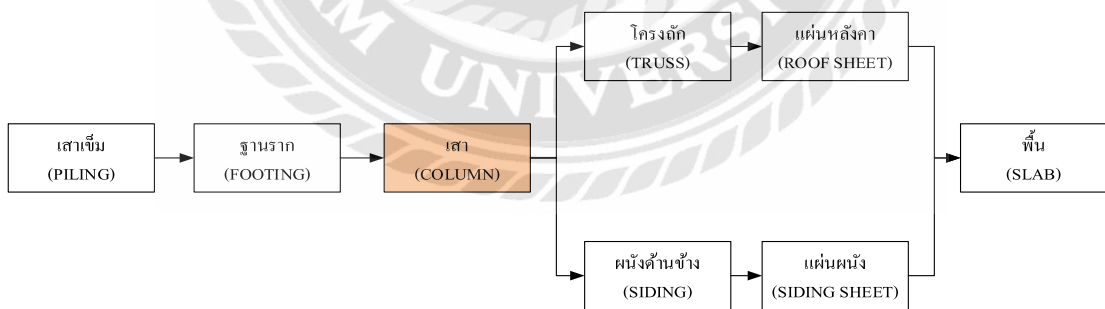 โครงถัก
(TRUSS)
แผ่นหลังคา
(ROOF SHEET)
UNIVER
เสาเข็ม
(PILING)
ฐานราก
(FOOTING)
เสา
(COLUMN)
พื้น
(SLAB)
ผนังด้านข้าง
(SIDING)
แผ่นผนัง
(SIDING SHEET)